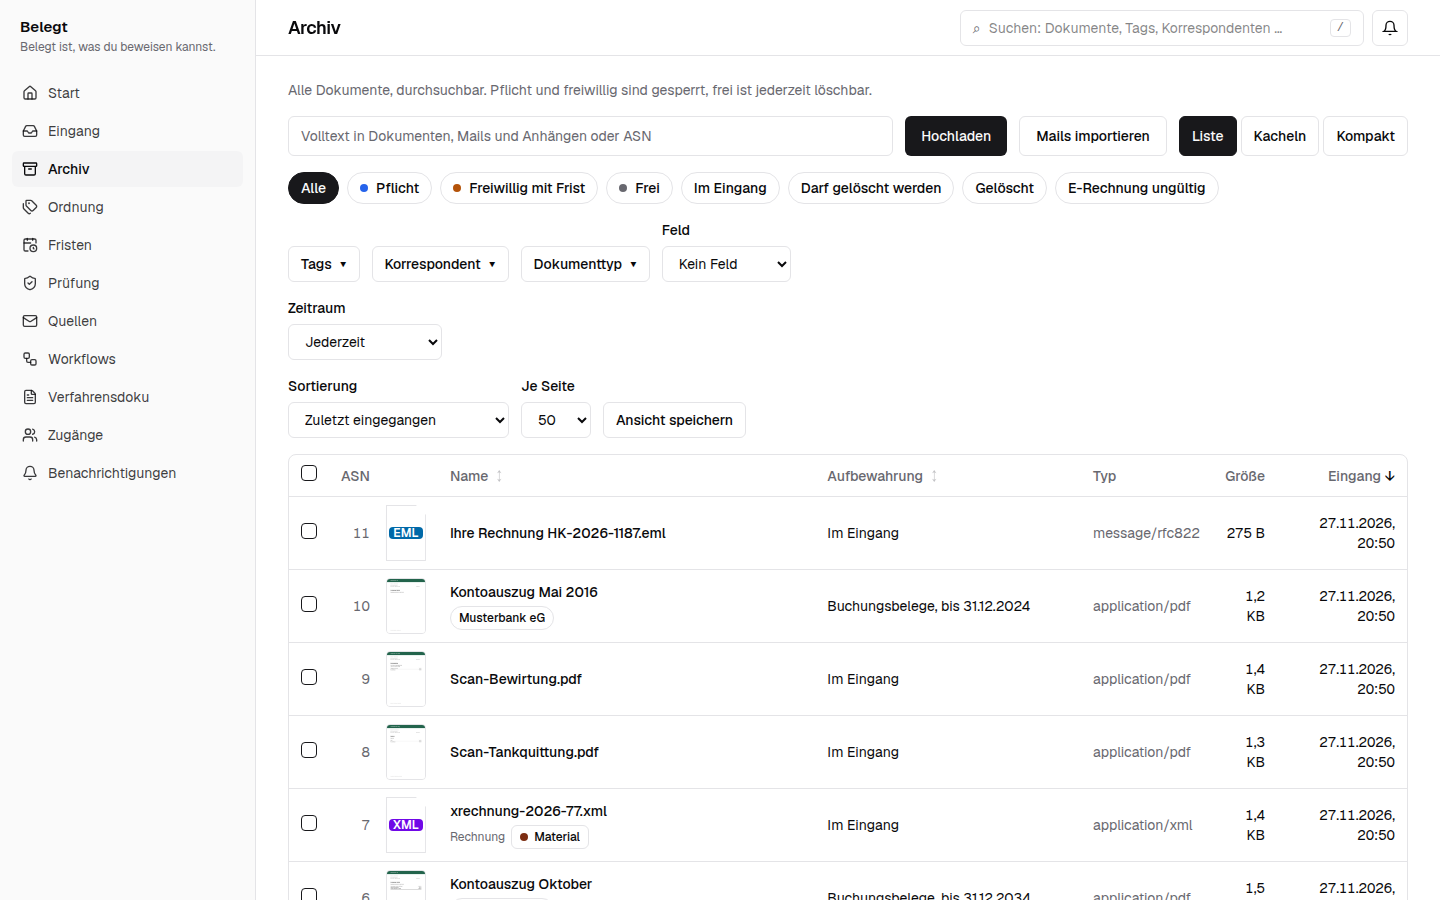 Belegt
Belegt ist, was du beweisen kannst.
Start
Eingang
Archiv
Ordnung
Fristen
Prüfung
Quellen
Workflows
Verfahrensdoku
Zugänge
Benachrichtigungen
Archiv
Suchen: Dokumente, Tags, Korrespondenten … /
Alle Dokumente, durchsuchbar. Pflicht und freiwillig sind gesperrt, frei ist jederzeit löschbar.
Volltext in Dokumenten, Mails und Anhängen oder ASN Hochladen Mails importieren Liste Kacheln Kompakt
Alle Pflicht Freiwillig mit Frist Frei Im Eingang Darf gelöscht werden Gelöscht E-Rechnung ungültig
Feld
Tags ▾ Korrespondent ▾ Dokumenttyp ▾ Kein Feld
Zeitraum
Jederzeit
Sortierung Je Seite
Zuletzt eingegangen 50 Ansicht speichern
ASN Name ↕ Aufbewahrung ↕ Typ Größe Eingang ↓
11 EML Ihre Rechnung HK-2026-1187.eml Im Eingang message/rfc822 275 B 27.11.2026, 20:50
10 Kontoauszug Mai 2016 Buchungsbelege, bis 31.12.2024 application/pdf 1,2 KB 27.11.2026, 20:50
Musterbank eG
9 Scan-Bewirtung.pdf Im Eingang application/pdf 1,4 KB 27.11.2026, 20:50
8 Scan-Tankquittung.pdf Im Eingang application/pdf 1,3 KB 27.11.2026, 20:50
7 XML xrechnung-2026-77.xml Im Eingang application/xml 1,4 KB 27.11.2026, 20:50
Rechnung Material
6 Kontoauszug Oktober Buchungsbelege, bis 31.12.2034 application/pdf 1,5 27.11.2026,